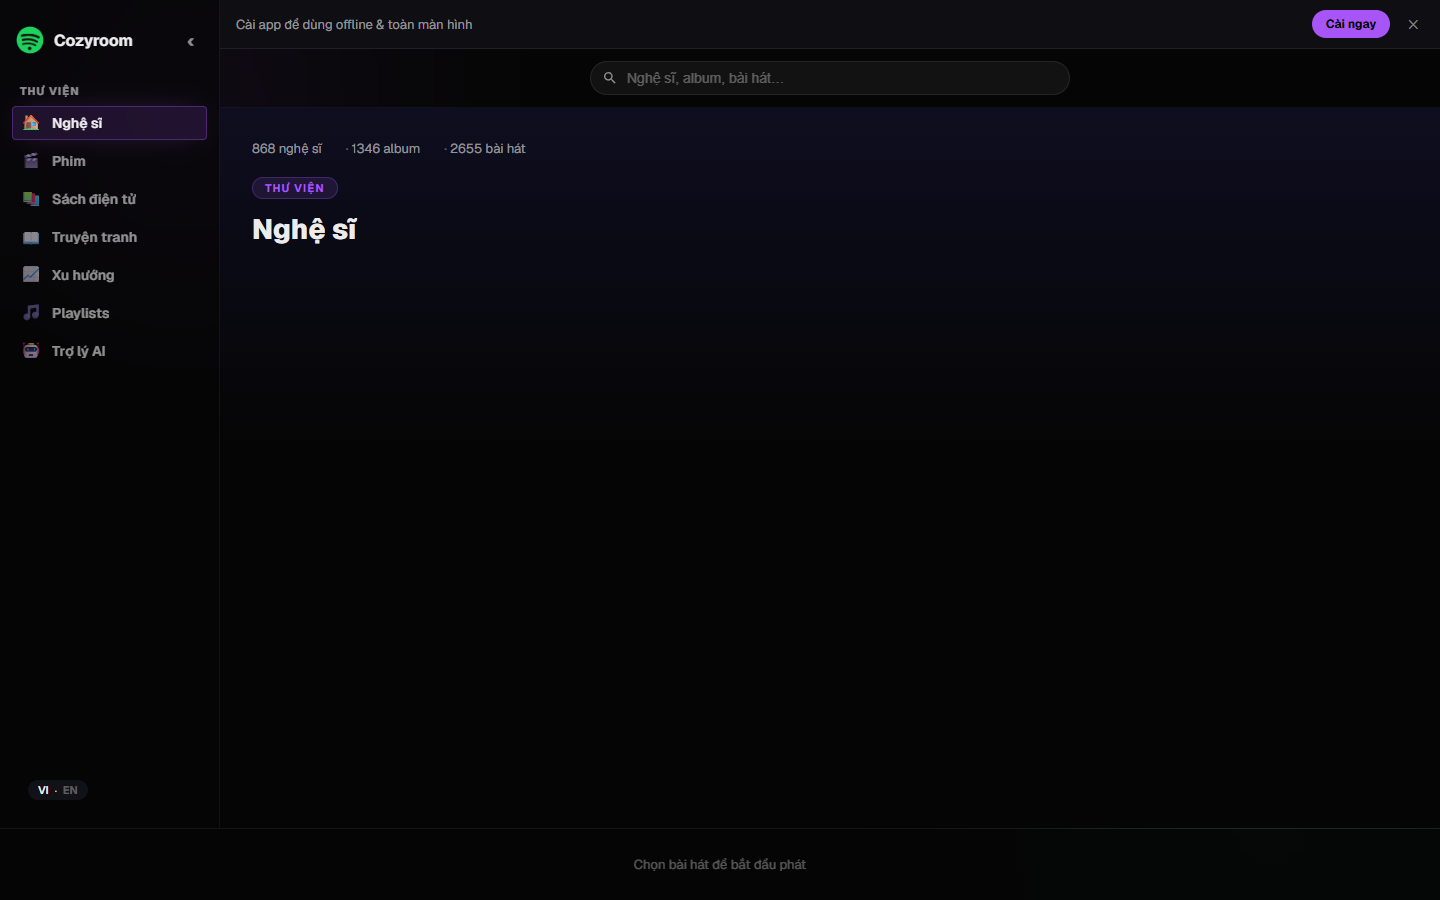 Cozyroom
THƯ VIỆN
Nghệ sĩ
Phim
Sách điện tử
Truyện tranh
Xu hướng
Playlists
Trợ lý AI
VI · EN
Cài app để dùng offline & toàn màn hình
Cài ngay
Nghệ sĩ, album, bài hát...
868 nghệ sĩ · 1346 album · 2655 bài hát
THƯ VIỆN
Nghệ sĩ
Chọn bài hát để bắt đầu phát